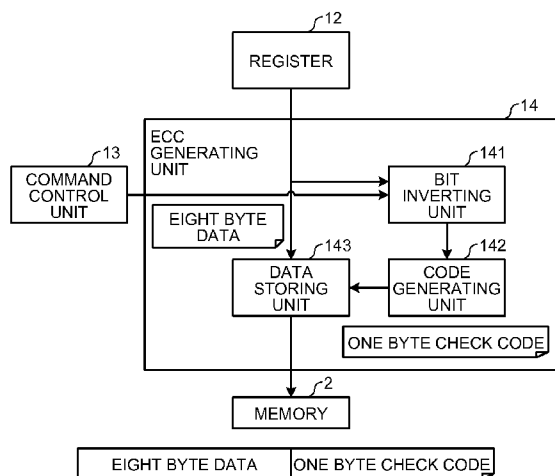 12
REGISTER
14
ECC
GENERATING
UNIT
13
COMMAND
CONTROL
UNIT
141
BIT
INVERTING
UNIT
EIGHT BYTE
DATA
143
DATA
STORING
UNIT
142
CODE
GENERATING
UNIT
ONE BYTE CHECK CODE
2
MEMORY
EIGHT BYTE DATA ONE BYTE CHECK CODE